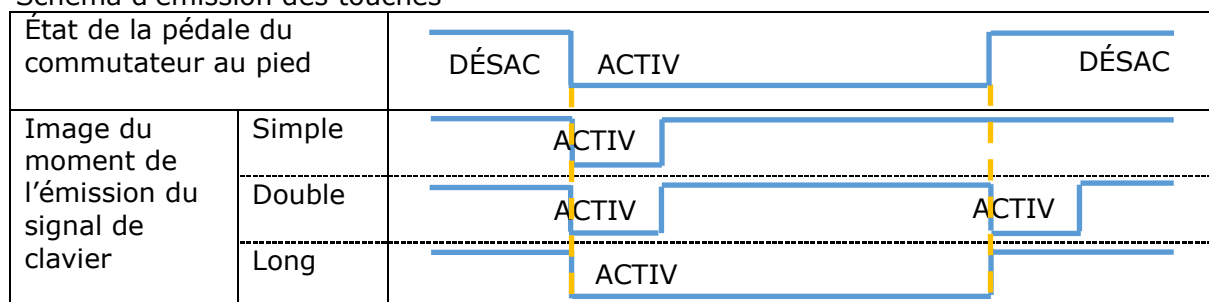 Schéma d'émission des touches
État de la pédale du
commutateur au pied
DÉSAC ACTIV DÉSAC
Image du
moment de
l'émission du
signal de
clavier
Simple
ACTIV
Double
ACTIV ACTIV
Long
ACTIV